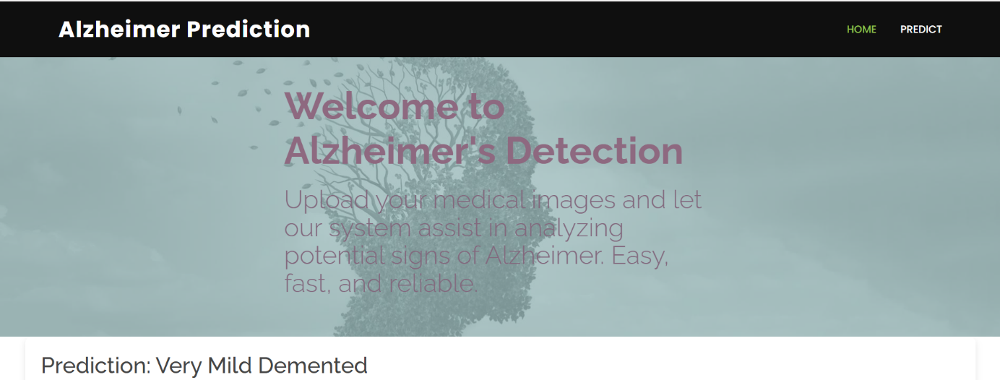 Alzheimer Prediction
HOME PREDICT
Welcome to
Alzheimer's Detection
Upload your medical images and let
our system assist in analyzing
potential signs of Alzheimer. Easy,
fast, and reliable.
Prediction: Very Mild Demented